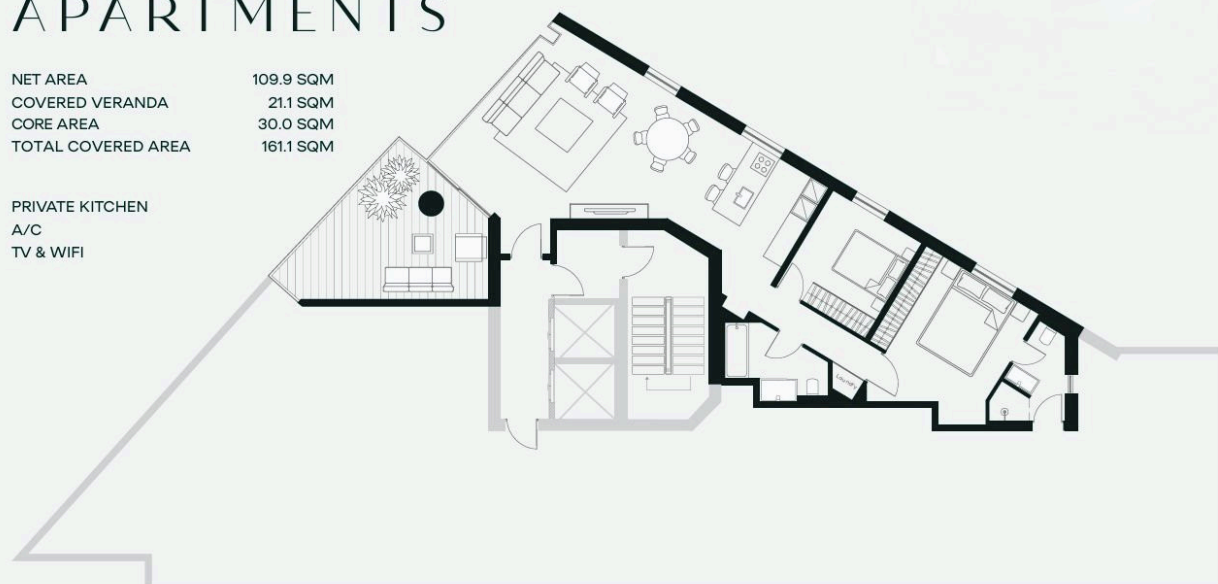 APARTMENTS
NET AREA 109.9 SQM
COVERED VERANDA 21.1 SQM
CORE AREA 30.0 SQM
TOTAL COVERED AREA 161.1 SQM
PRIVATE KITCHEN
A/C
TV & WIFI
Laundry